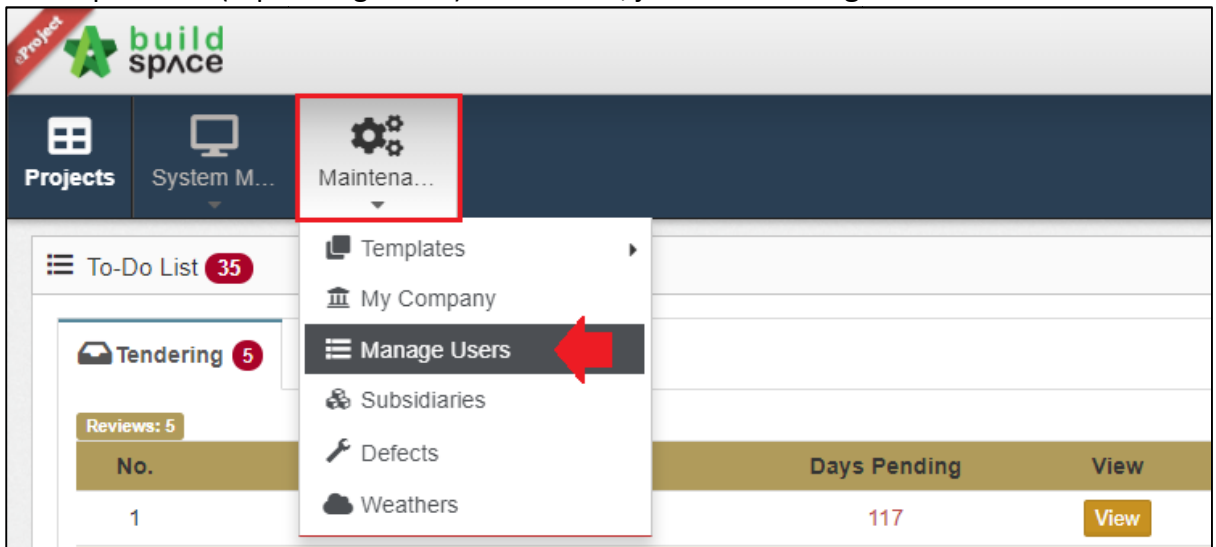 eProject
build
spʌce
Projects
System M...
Maintena...
To-Do List 35
Templates
My Company
Tendering 5
Manage Users
Subsidiaries
Reviews: 5
Defects
No.
Days Pending
View
Weathers
1
117
View